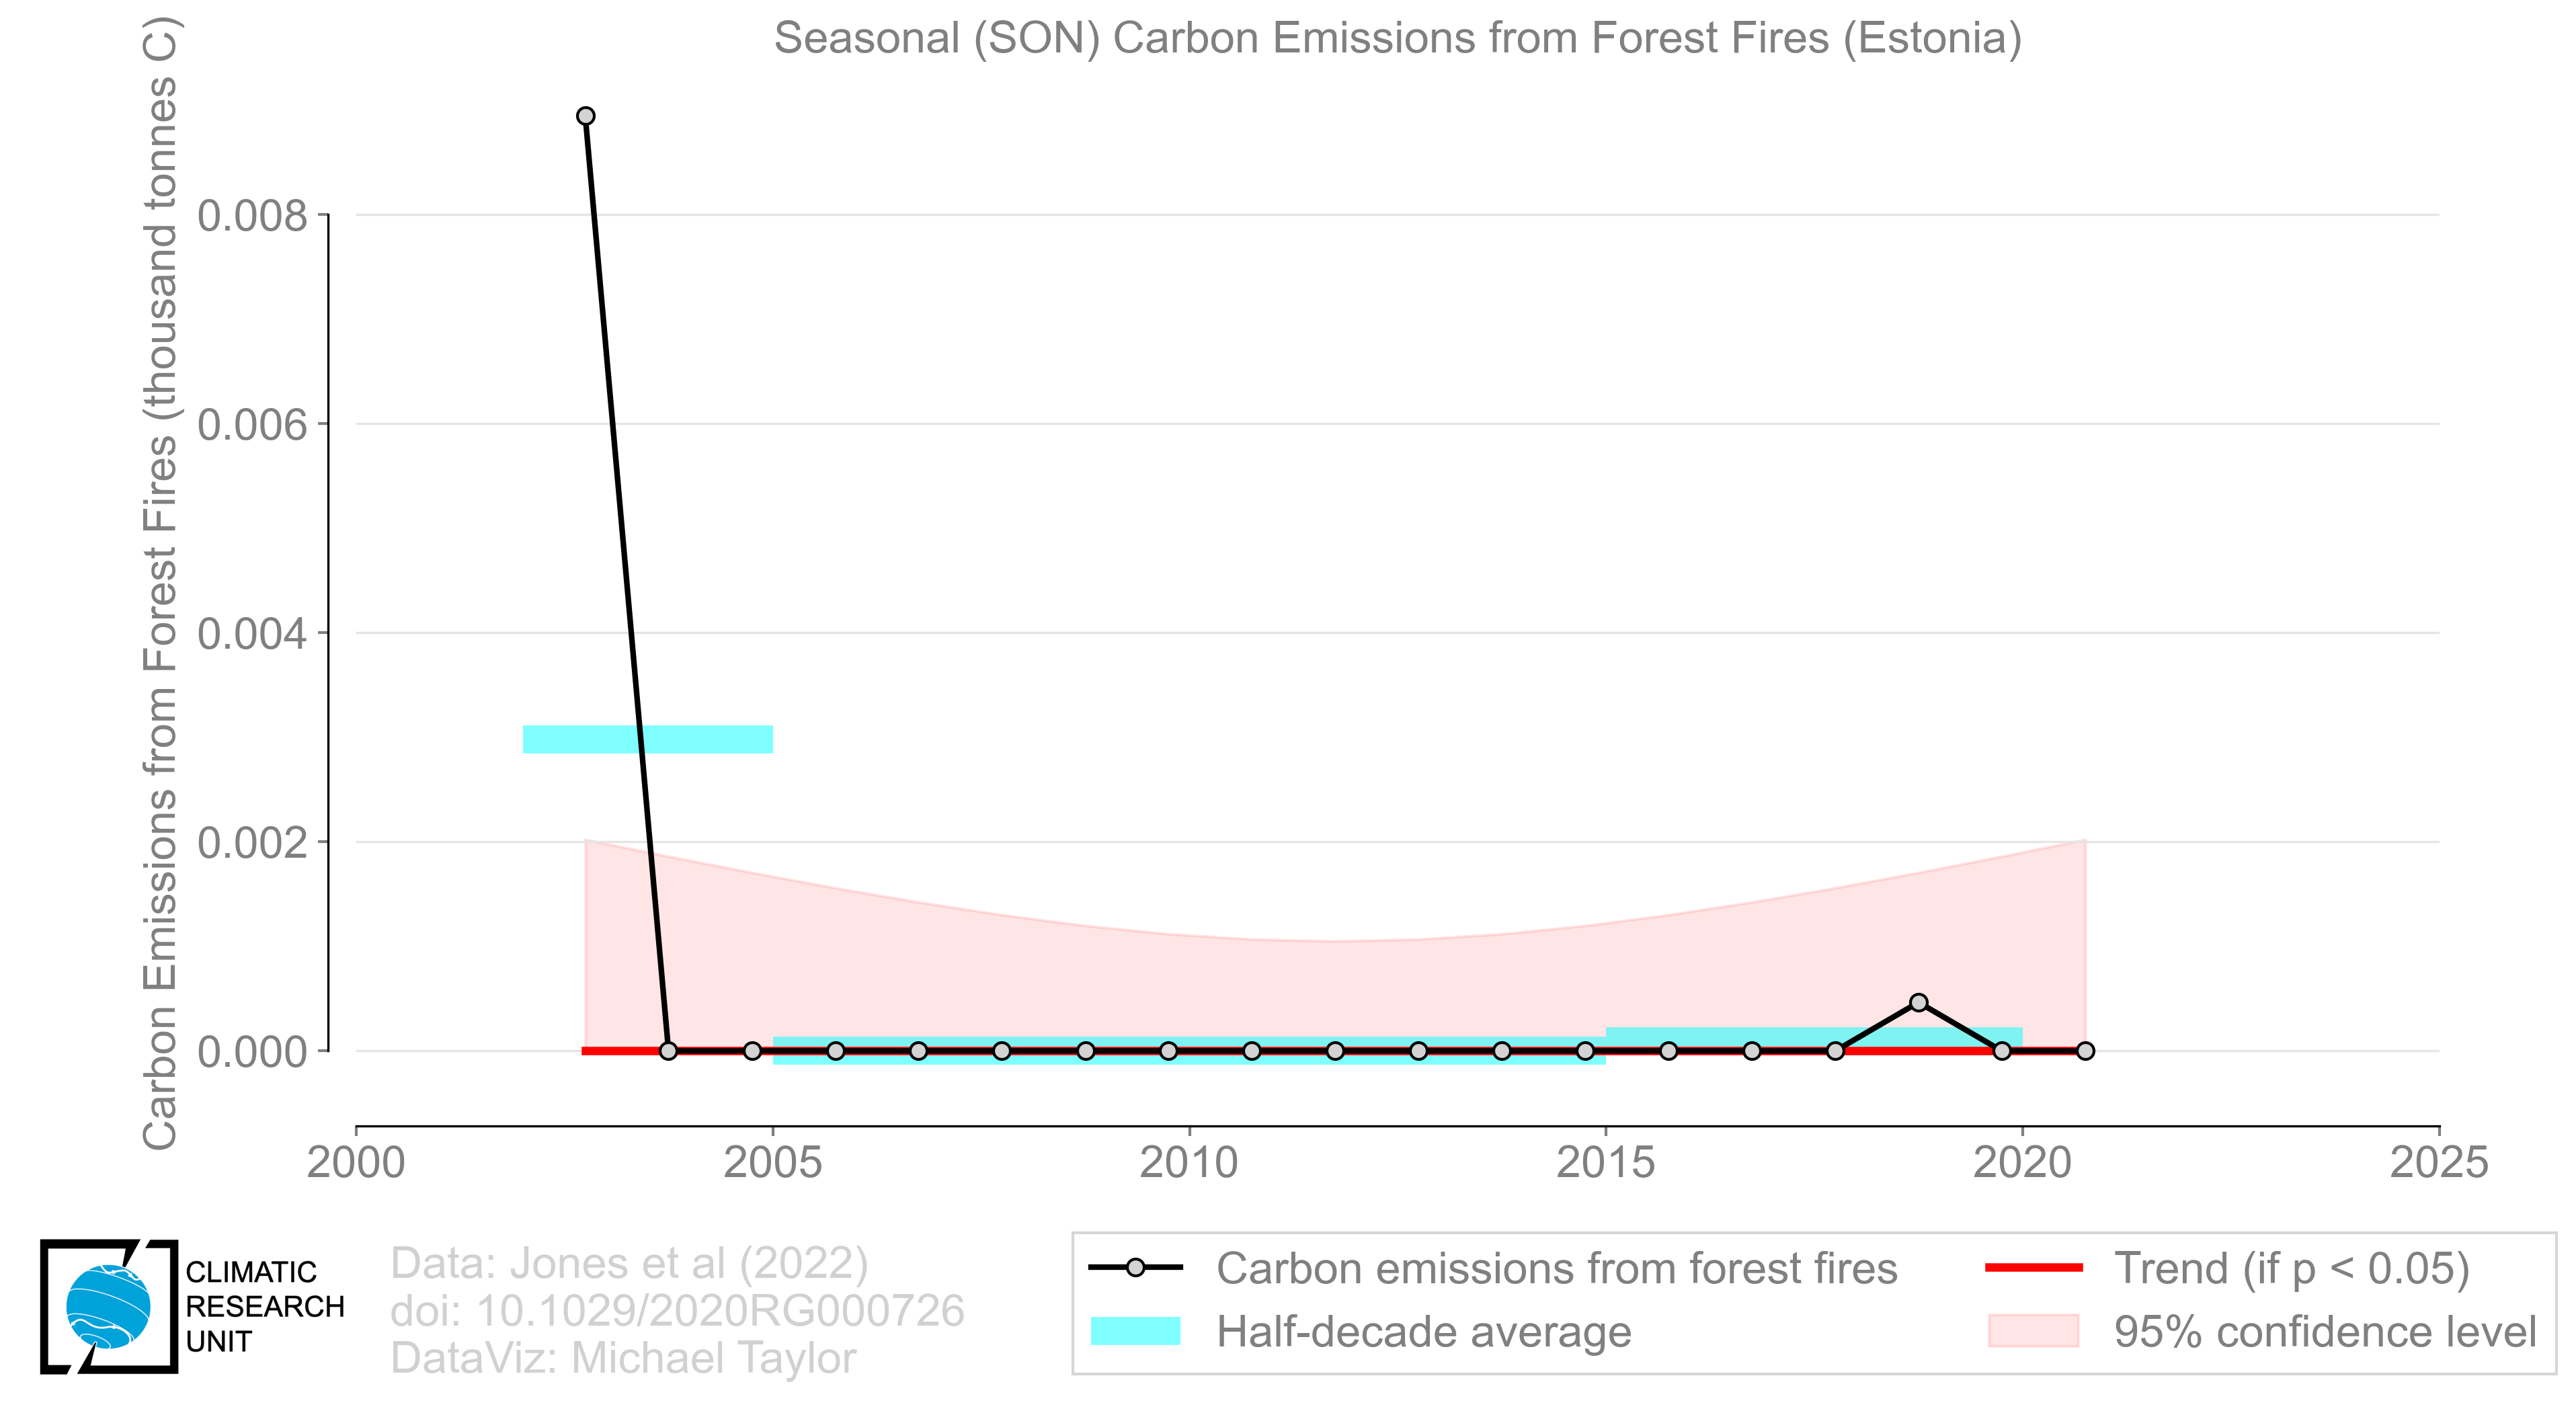 Seasonal (SON) Carbon Emissions from Forest Fires (Estonia)
Carbon Emissions from Forest Fires (thousand tonnes C)
0.008
0.006
0.004
0.002
0.000
2000
2005
2010
2015
2020
2025
CLIMATIC
RESEARCH
UNIT
Data: Jones et al (2022)
doi: 10.1029/2020RG000726
DataViz: Michael Taylor
Carbon emissions from forest fires
Half-decade average
Trend (if p < 0.05)
95% confidence level